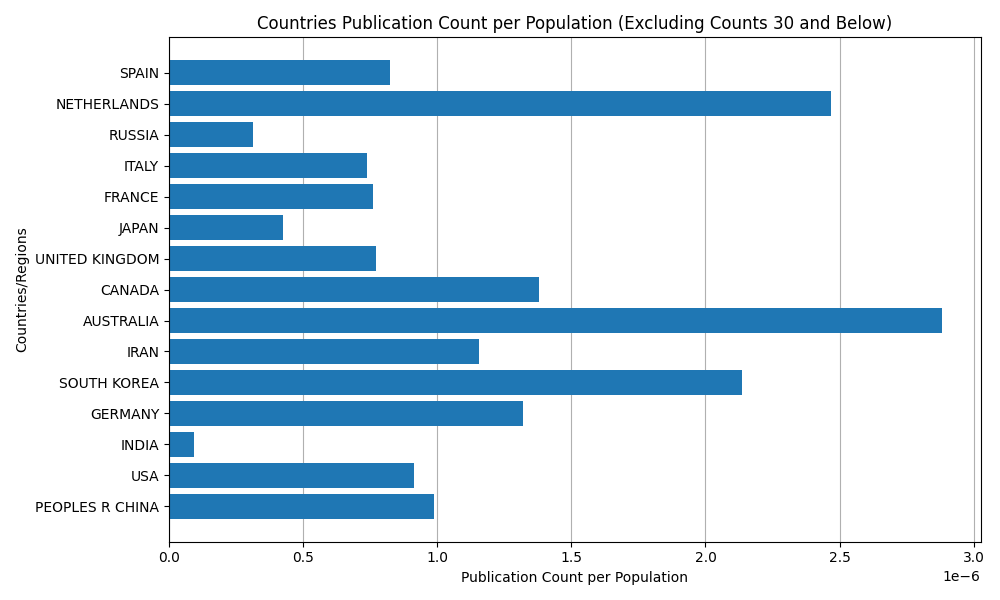 Countries Publication Count per Population (Excluding Counts 30 and Below)
Countries/Regions
SPAIN
NETHERLANDS
RUSSIA
ITALY
FRANCE
JAPAN
UNITED KINGDOM
CANADA
AUSTRALIA
IRAN
SOUTH KOREA
GERMANY
INDIA
USA
PEOPLES R CHINA
0.0 0.5 1.0 1.5 2.0 2.5 3.0
1e−6
Publication Count per Population